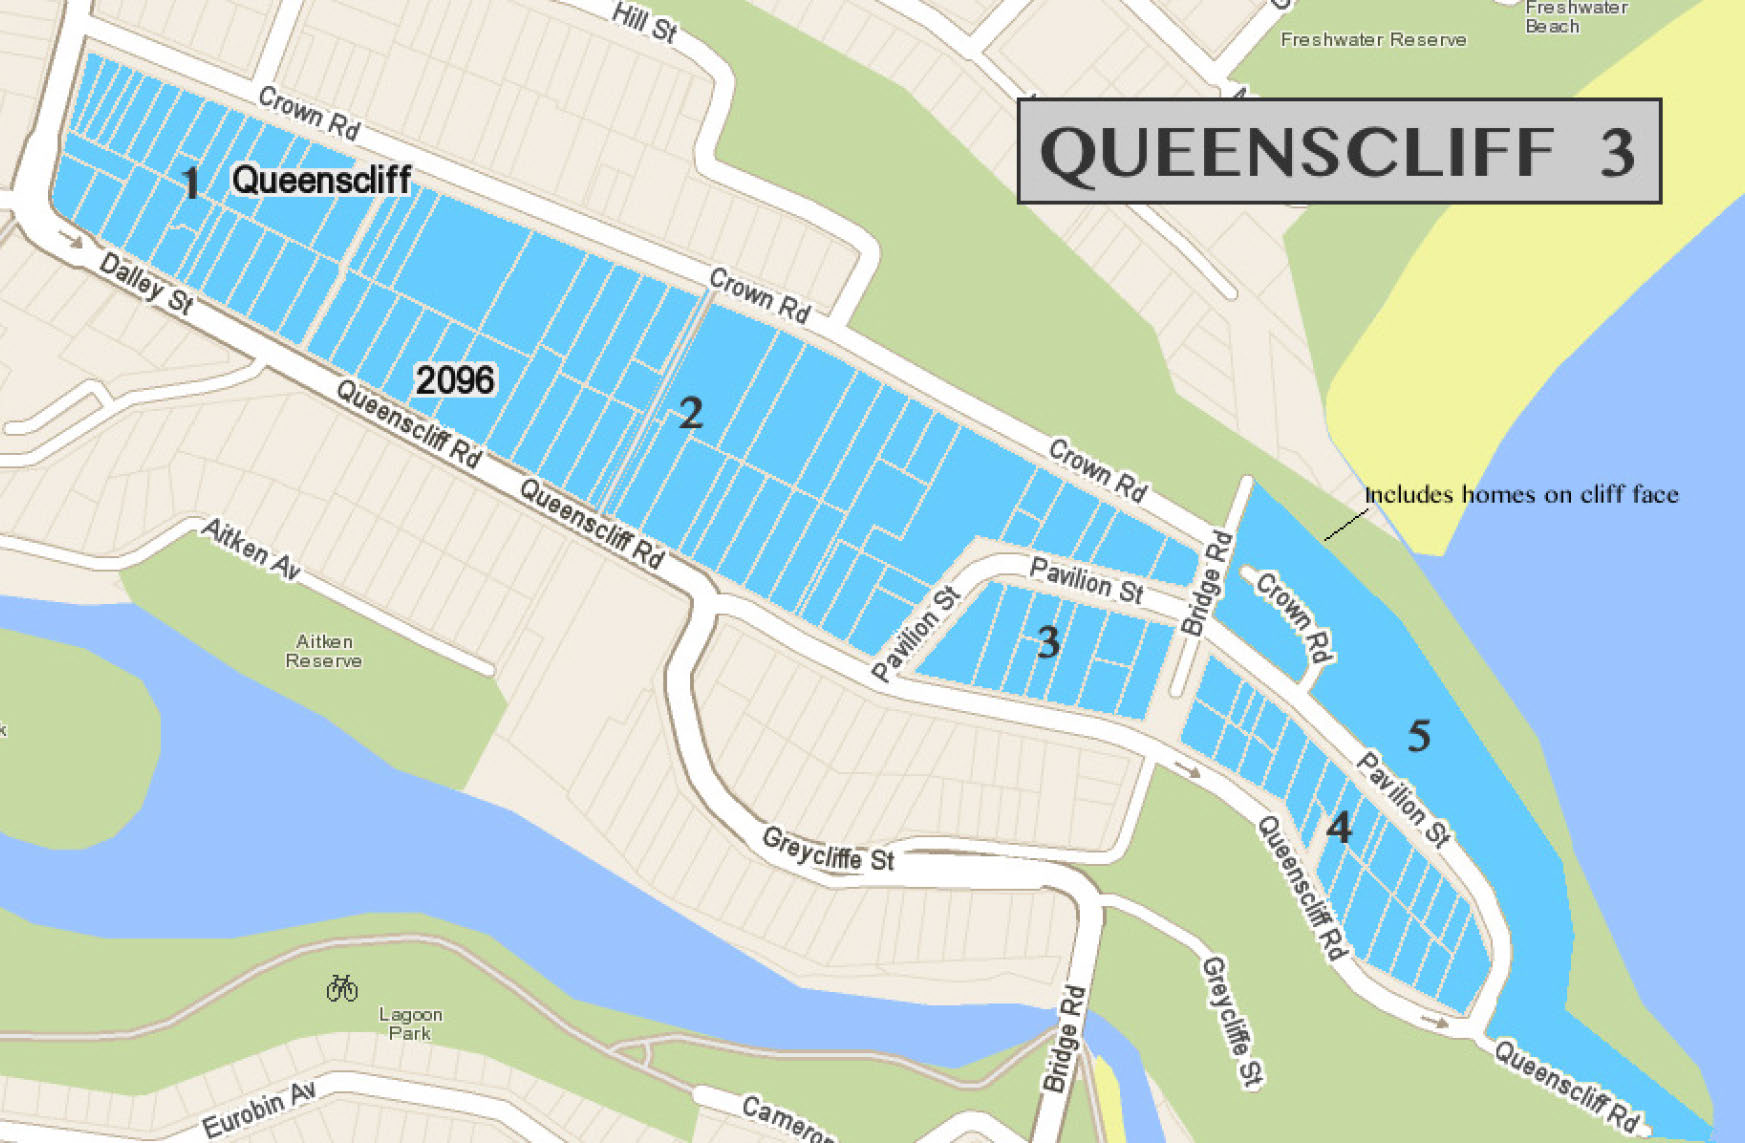 Hill St
Freshwater
Beach
Freshwater Reserve
QUEENSCLIFF 3
Crown Rd
1
Queenscliff
Dalley St
Crown Rd
2096
Queenscliff Rd
2
Crown Rd
Includes homes on cliff face
Queenscliff Rd
Aitken Av
Pavilion St
Bridge Rd
Crown Rd
Pavilion St
3
Aitken
Reserve
5
Pavilion St
4
Greycliffe St
Queenscliff Rd
Lagoon
Park
Bridge Rd
Greycliffe St
Eurobin Av
Cameron
Queenscliff Rd